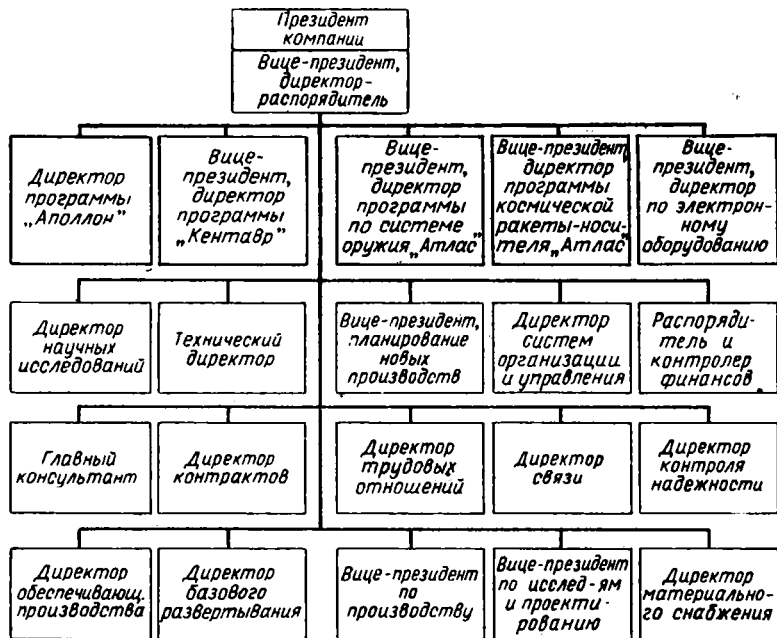 Президент
компании
Вице-президент,
директор-
распорядитель
Директор
программы
„Аполлон"
Вице-
президент,
директор
программы
„Кентавр"
Вице-
президент,
директор
программы
по системе
оружия „Атлас"
Вице-президент,
директор
программы
космической
ракеты-носи-
теля „Атлас"
Вице-
президент,
директор
по электрон-
ному
оборудованию
Директор
научных
исследований
Технический
директор
Вице-президент,
планирование
новых
производств
Директор
систем
организации
и управления
Распоряди-
тель и
контролер
финансов
Главный
консультант
Директор
контрактов
Директор
трудовых
отношений
Директор
связи
Директор
контроля
надежности
Директор
обеспечивающ.
производства
Директор
базового
развертывания
Вице-президент
по
производству
Вице-президент
по исслед-ям
и проекти-
рованию
Директор
материально-
го снабжения